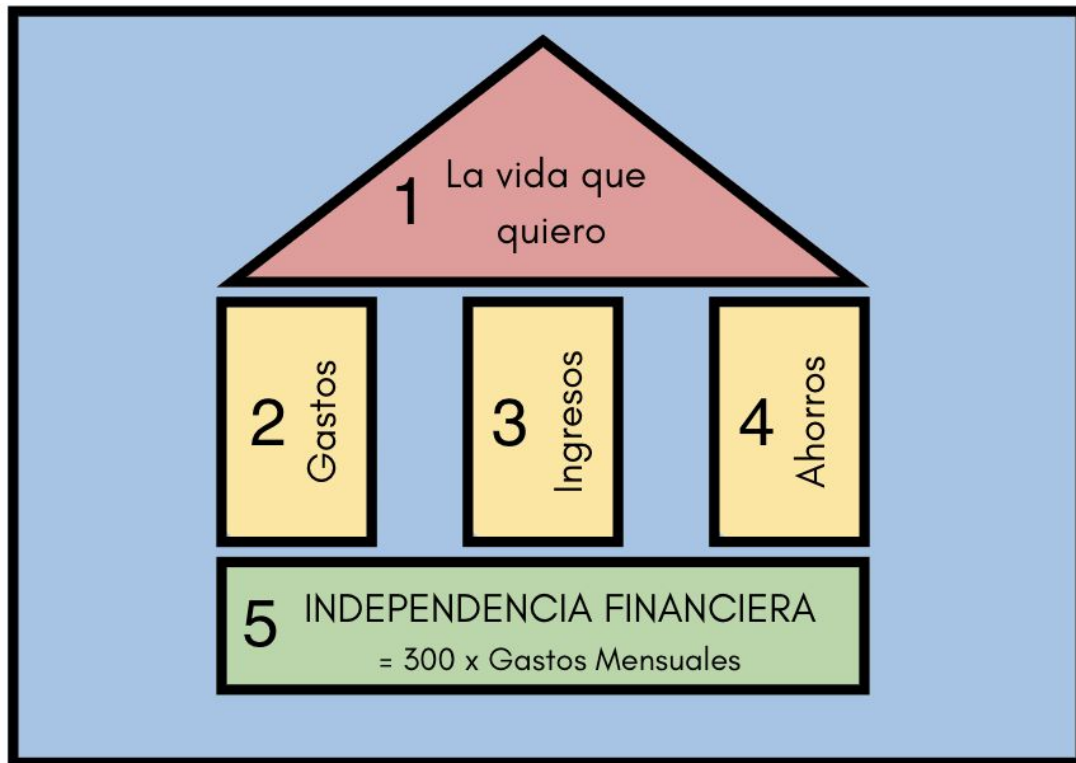 1 La vida que
quiero
2 Gastos
3 Ingresos
4 Ahorros
5 INDEPENDENCIA FINANCIERA
= 300 x Gastos Mensuales